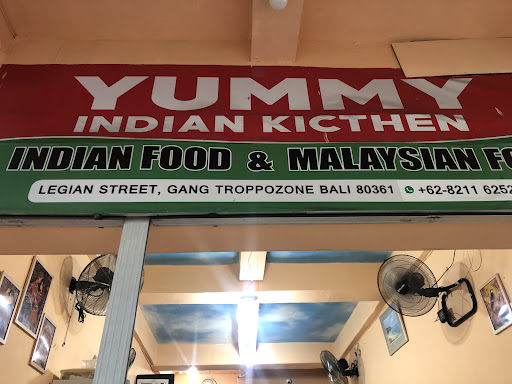 YUMMY
INDIAN KICTHEN
INDIAN FOOD & MALAYSIAN FO
LEGIAN STREET, GANG TROPPOZONE BALI 80361 +62-8211 6252